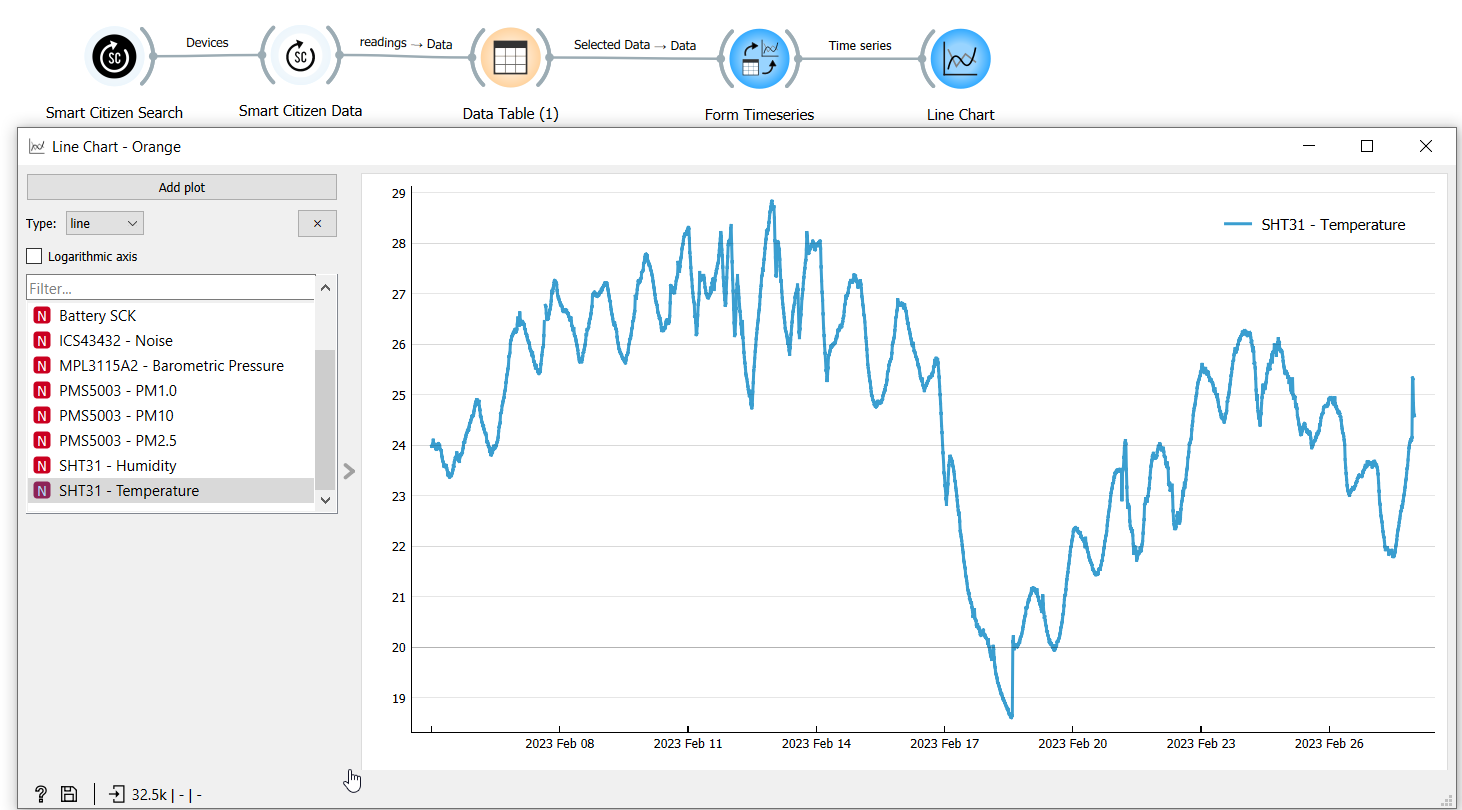 Devices
readings → Data
Selected Data → Data
Time series
SC
SC
Smart Citizen Search
Smart Citizen Data
Data Table (1)
Form Timeseries
Line Chart
Line Chart - Orange
Add plot
Type:
line
×
Logarithmic axis
Filter...
N Battery SCK
N ICS43432 - Noise
N MPL3115A2 - Barometric Pressure
N PMS5003 - PM1.0
N PMS5003 - PM10
N PMS5003 - PM2.5
N SHT31 - Humidity
N SHT31 - Temperature
SHT31 - Temperature
29
28
27
26
25
24
23
22
21
20
19
2023 Feb 08
2023 Feb 11
2023 Feb 14
2023 Feb 17
2023 Feb 20
2023 Feb 23
2023 Feb 26
? 32.5k | - | -